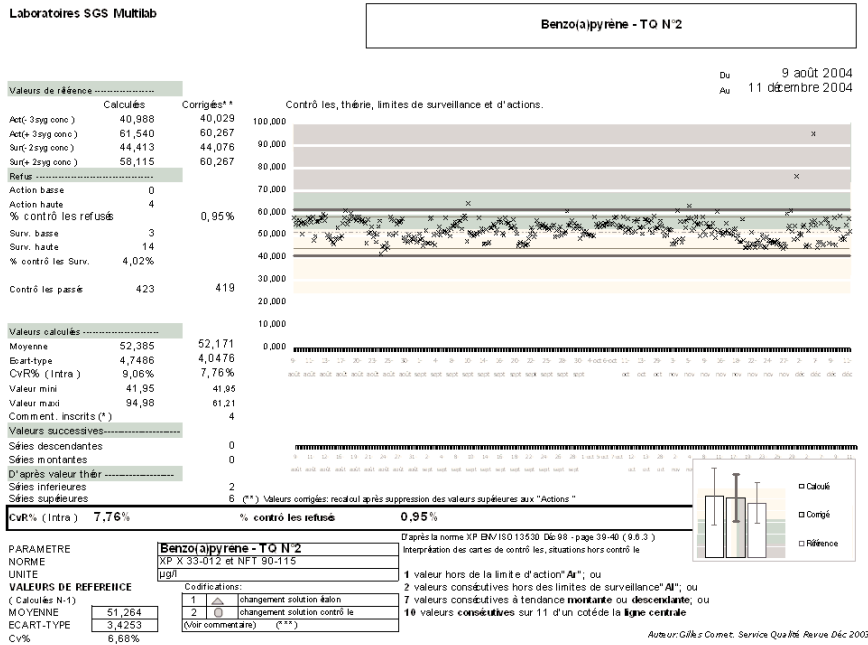 Laboratoires SGS Multilab
Benzo(a)pyrène - TQ N°2
Du 9 août 2004
Au 11 décembre 2004
Valeurs de référence -------------------
Calculés Corrigés**
Act(- 3syg conc ) 40,988 40,029
Act(+ 3syg conc ) 61,540 60,267
Sur(- 2syg conc ) 44,413 44,076
Sur(+ 2syg conc ) 58,115 60,267
Refus -------------------------------------
Action basse 0
Action haute 4
% contrô les refusés 0,95%
Surv. basse 3
Surv. haute 14
% contrô les Surv. 4,02%
Contrô les passés 423 419
Valeurs calculées ------------------------
Moyenne 52,385 52,171
Ecart-type 4,7486 4,0476
CvR% ( Intra ) 9,06% 7,76%
Valeur mini 41,95 41,95
Valeur maxi 94,98 61,21
Comment. inscrits (* ) 4
Valeurs successives-----------------------
Séries descendantes 0
Séries montantes 0
D'après valeur théor ---------------------
Séries inferieures 2
Séries supérieures 6
Contrô les, théorie, limites de surveillance et d'actions.
100,000
90,000
80,000
70,000
60,000
50,000
40,000
30,000
20,000
10,000
0,000
(** ) Valeurs corrigées: recalcul après suppression des valeurs supérieures aux "Actions "
Calculé
Corrigé
Référence
CvR% ( Intra ) 7,76% % contrô les refusés 0,95%
PARAMETRE Benzo(a)pyrene - TQ N°2
NORME XP X 33-012 et NFT 90-115
UNITE µg/l
VALEURS DE REFERENCE
( Calculées N-1)
MOYENNE 51,264
ECART-TYPE 3,4253
Cv% 6,68%
Codifications:
1 changement solution étalon
2 changement solution contrô le
(Voir commentaire) (*** )
D'après la norme XP ENV ISO 13530 Déc 98 - page 39-40 ( 9.6.3 )
Interprétation des cartes de contrô les, situations hors contrô le
1 valeur hors de la limite d'action"Ar"; ou
2 valeurs consécutives hors des limites de surveillance"Al"; ou
7 valeurs consécutives à tendance montante ou descendante; ou
10 valeurs consécutives sur 11 d'un cotéde la ligne centrale
Auteur:Gilles Cornet. Service Qualité Revue Déc 2003